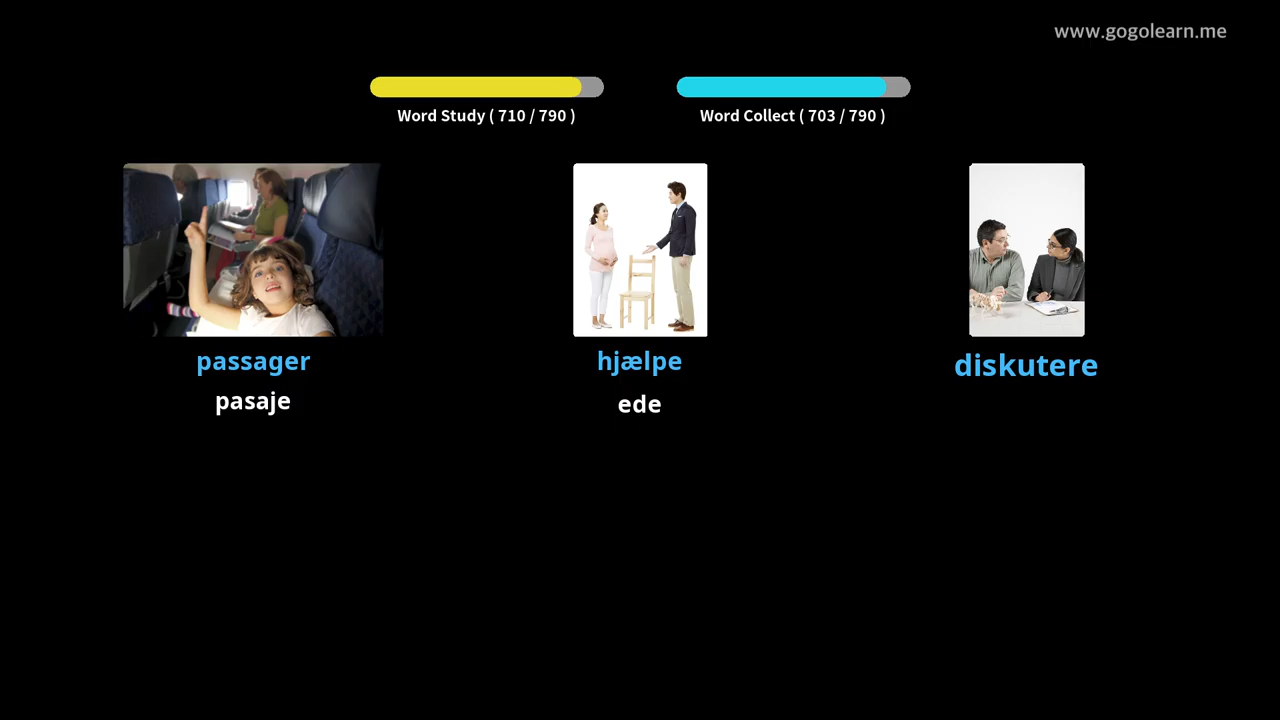 www.gogolearn.me
Word Study ( 710 / 790 )
Word Collect ( 703 / 790 )
passager
hjælpe
diskutere
pasaje
ede